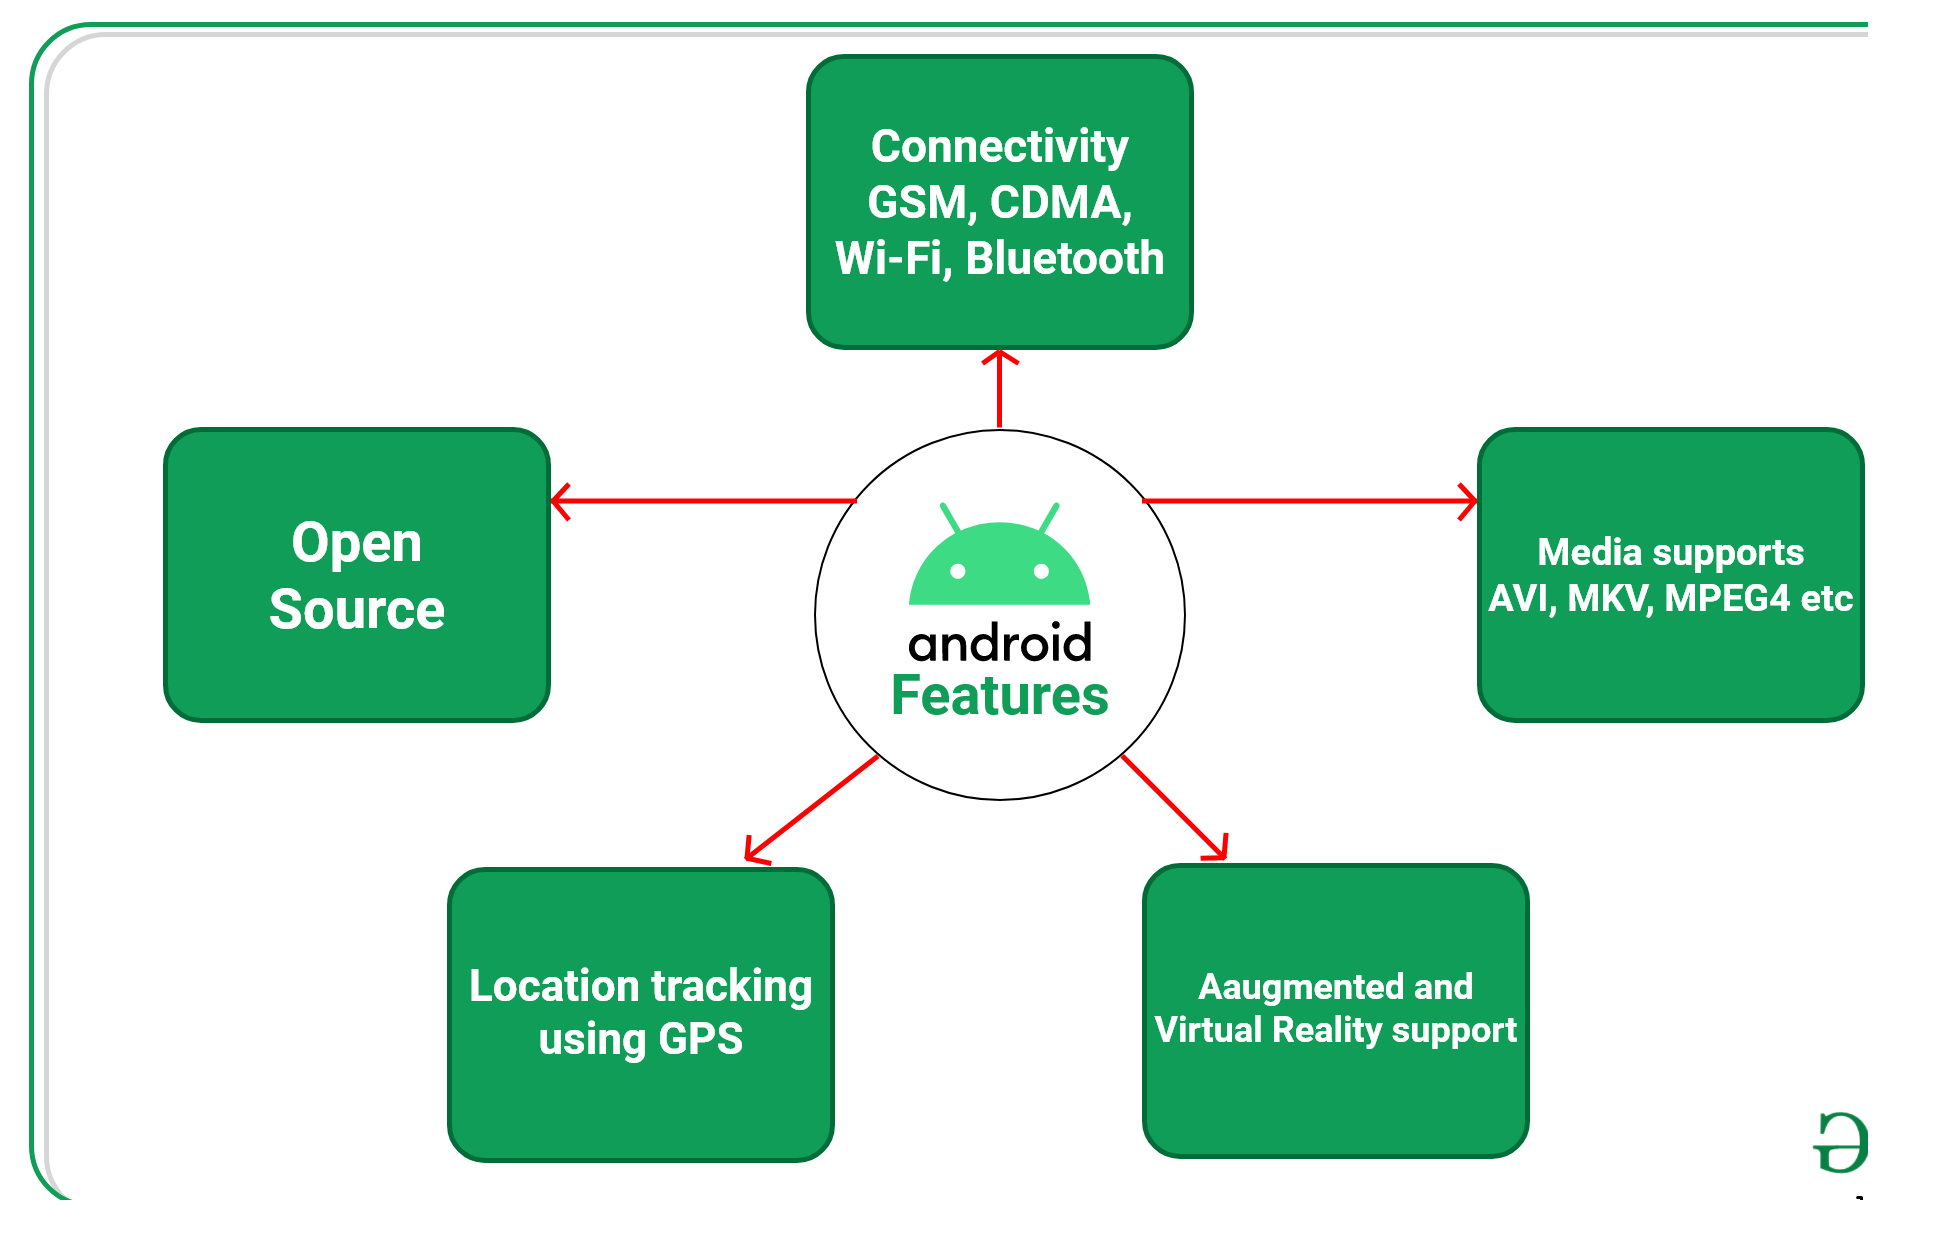 Connectivity
GSM, CDMA,
Wi-Fi, Bluetooth
Open
Source
Media supports
AVI, MKV, MPEG4 etc
android
Features
Location tracking
using GPS
Aaugmented and
Virtual Reality support